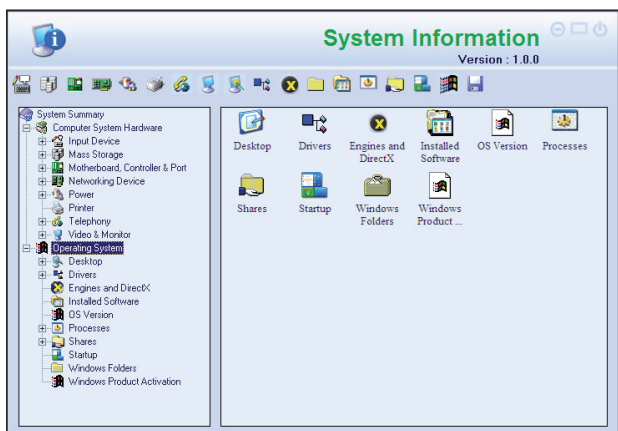 System Information
Version : 1.0.0
System Summary
Computer System Hardware
Input Device
Mass Storage
Motherboard, Controller & Port
Networking Device
Power
Printer
Telephony
Video & Monitor
Operating System
Desktop
Drivers
Engines and DirectX
Installed Software
OS Version
Processes
Shares
Startup
Windows Folders
Windows Product Activation
Desktop
Drivers
Engines and
DirectX
Installed
Software
OS Version
Processes
Shares
Startup
Windows
Folders
Windows
Product ...